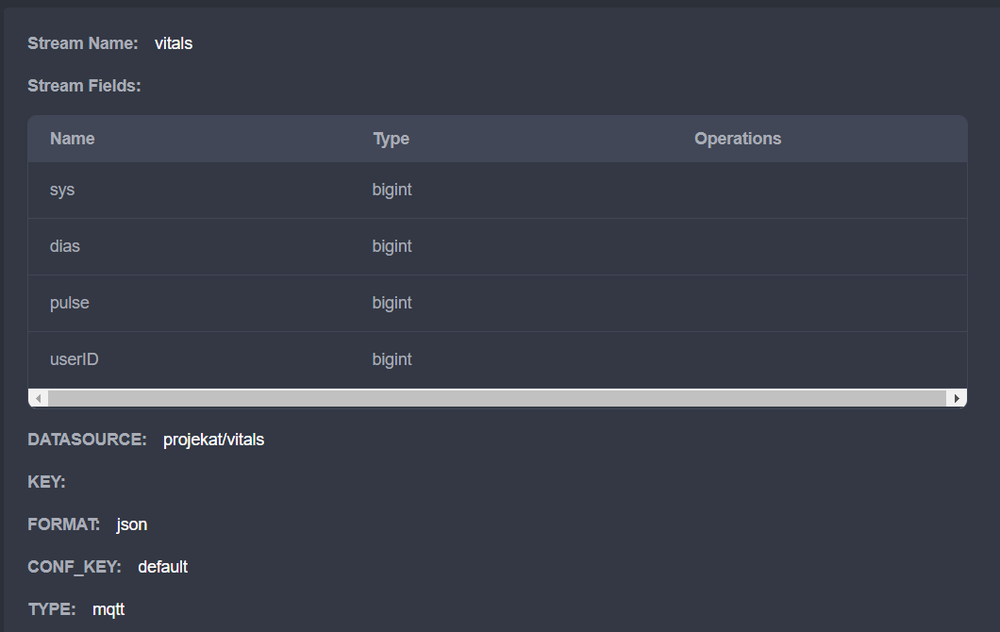 Stream Name: vitals
Stream Fields:
Name Type Operations
sys bigint
dias bigint
pulse bigint
userID bigint
DATASOURCE: projekat/vitals
KEY:
FORMAT: json
CONF_KEY: default
TYPE: mqtt